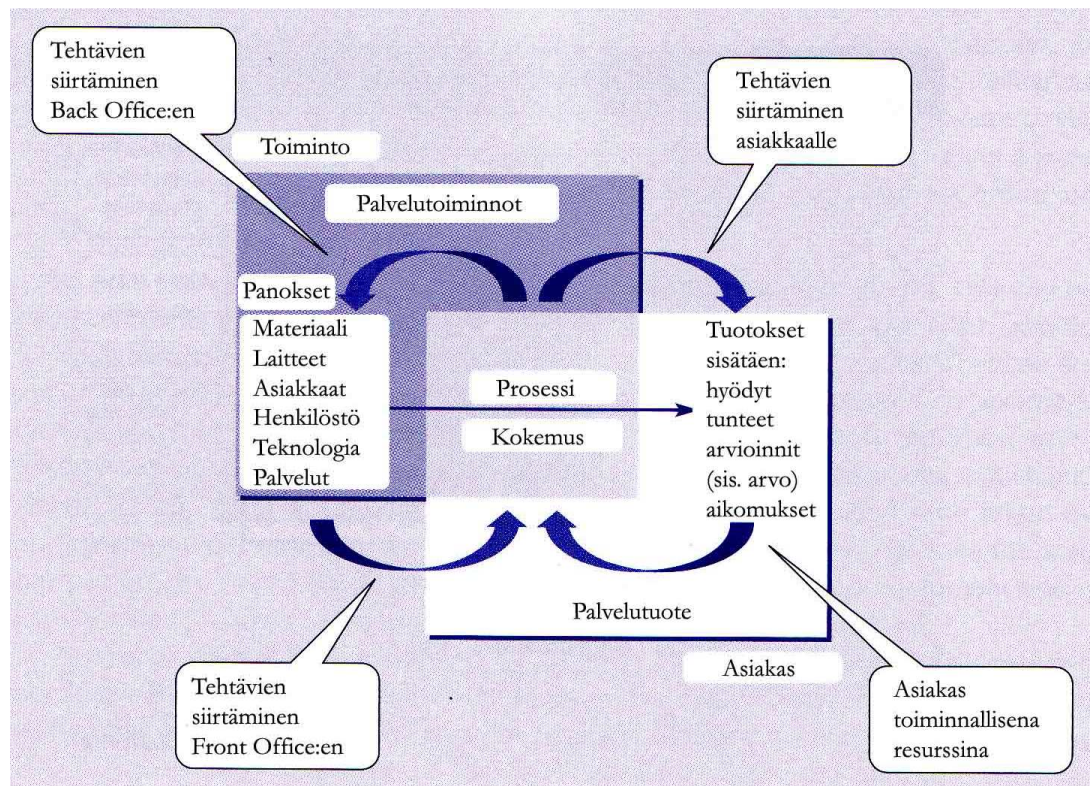 Tehtävien
siirtäminen
Back Office:en
Tehtävien
siirtäminen
asiakkaalle
Toiminto
Palvelutoiminnot
Panokset
Materiaali
Laitteet
Asiakkaat
Henkilöstö
Teknologia
Palvelut
Prosessi
Kokemus
Tuotokset
sisätäen:
hyödyt
tunteet
arvioinnit
(sis. arvo)
aikomukset
Palvelutuote
Asiakas
Tehtävien
siirtäminen
Front Office:en
Asiakas
toiminnallisena
resurssina